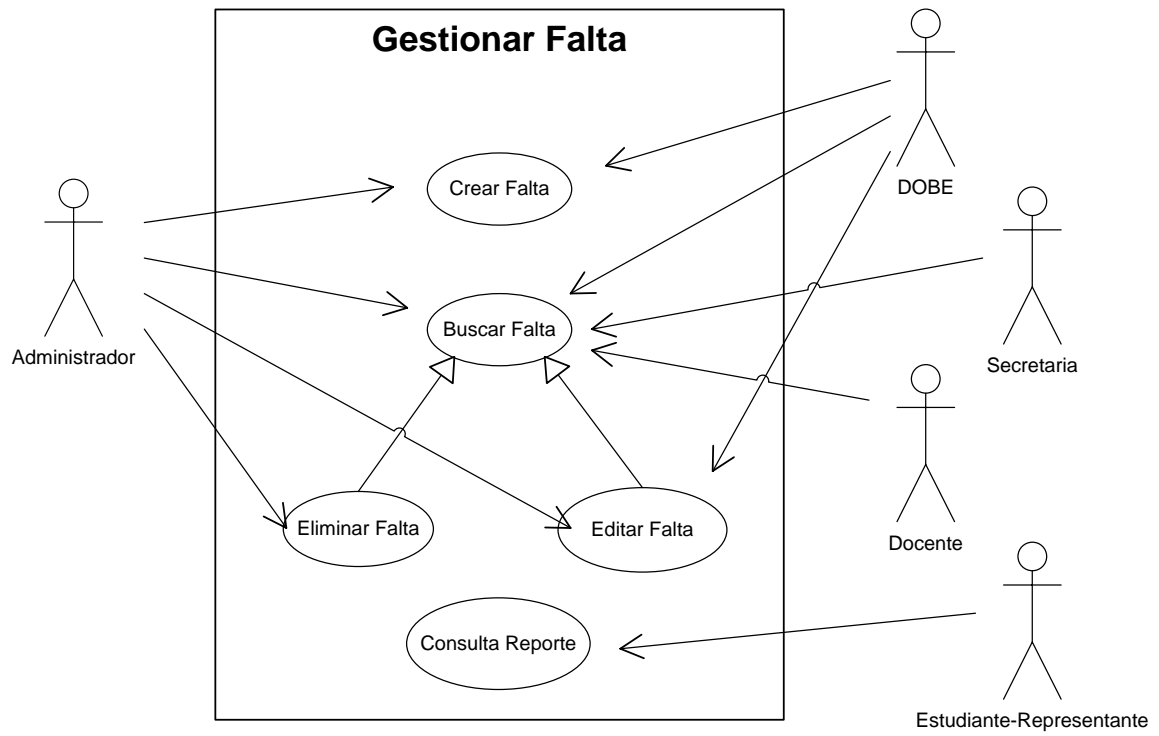 Gestionar Falta
DOBE
Crear Falta
Administrador
Buscar Falta
Secretaria
Eliminar Falta
Editar Falta
Docente
Consulta Reporte
Estudiante-Representante